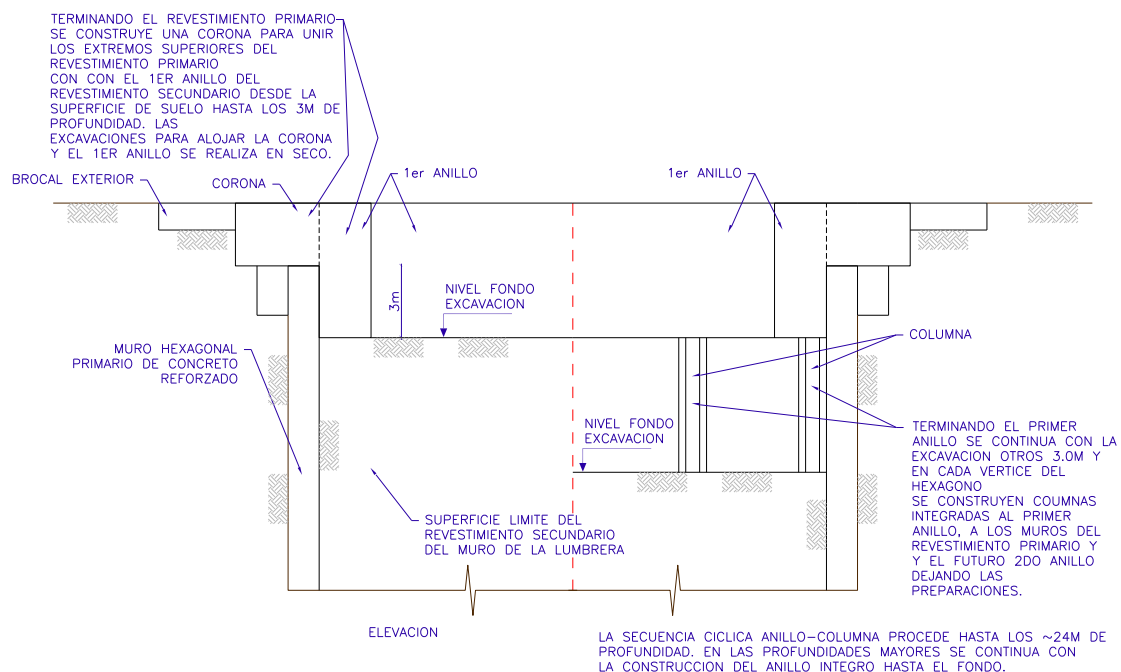 TERMINANDO EL REVESTIMIENTO PRIMARIO
SE CONSTRUYE UNA CORONA PARA UNIR
LOS EXTREMOS SUPERIORES DEL
REVESTIMIENTO PRIMARIO
CON CON EL 1ER ANILLO DEL
REVESTIMIENTO SECUNDARIO DESDE LA
SUPERFICIE DE SUELO HASTA LOS 3M DE
PROFUNDIDAD. LAS
EXCAVACIONES PARA ALOJAR LA CORONA
Y EL 1ER ANILLO SE REALIZA EN SECO.
BROCAL EXTERIOR
CORONA
1er ANILLO
1er ANILLO
3m
NIVEL FONDO
EXCAVACION
MURO HEXAGONAL
PRIMARIO DE CONCRETO
REFORZADO
COLUMNA
NIVEL FONDO
EXCAVACION
TERMINANDO EL PRIMER
ANILLO SE CONTINUA CON LA
EXCAVACION OTROS 3.0M Y
EN CADA VERTICE DEL
HEXAGONO
SE CONSTRUYEN COUMNAS
INTEGRADAS AL PRIMER
ANILLO, A LOS MUROS DEL
REVESTIMIENTO PRIMARIO Y
Y EL FUTURO 2DO ANILLO
DEJANDO LAS
PREPARACIONES.
SUPERFICIE LIMITE DEL
REVESTIMIENTO SECUNDARIO
DEL MURO DE LA LUMBRERA
ELEVACION
LA SECUENCIA CICLICA ANILLO-COLUMNA PROCEDE HASTA LOS ~24M DE
PROFUNDIDAD. EN LAS PROFUNDIDADES MAYORES SE CONTINUA CON
LA CONSTRUCCION DEL ANILLO INTEGRO HASTA EL FONDO.